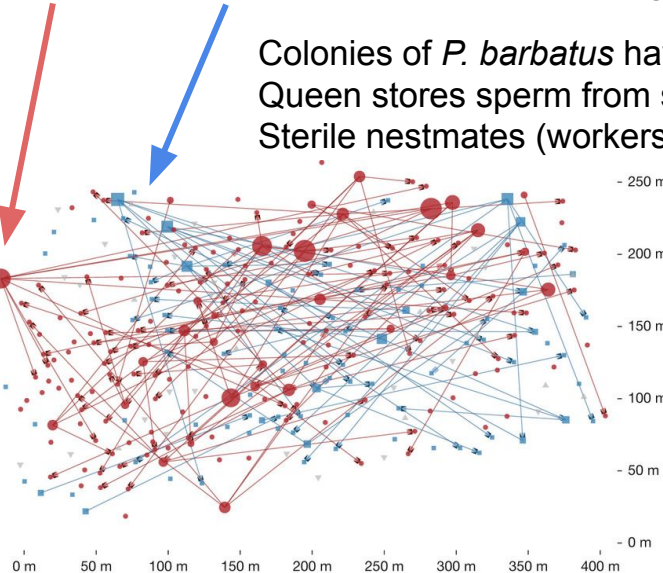 Colonies of P. barbatus
Queen stores sperm from
Sterile nestmates (workers
- 250 m
- 200 m
- 150 m
- 100 m
- 50 m
- 0 m
0 m 50 m 100 m 150 m 200 m 250 m 300 m 350 m 400 m